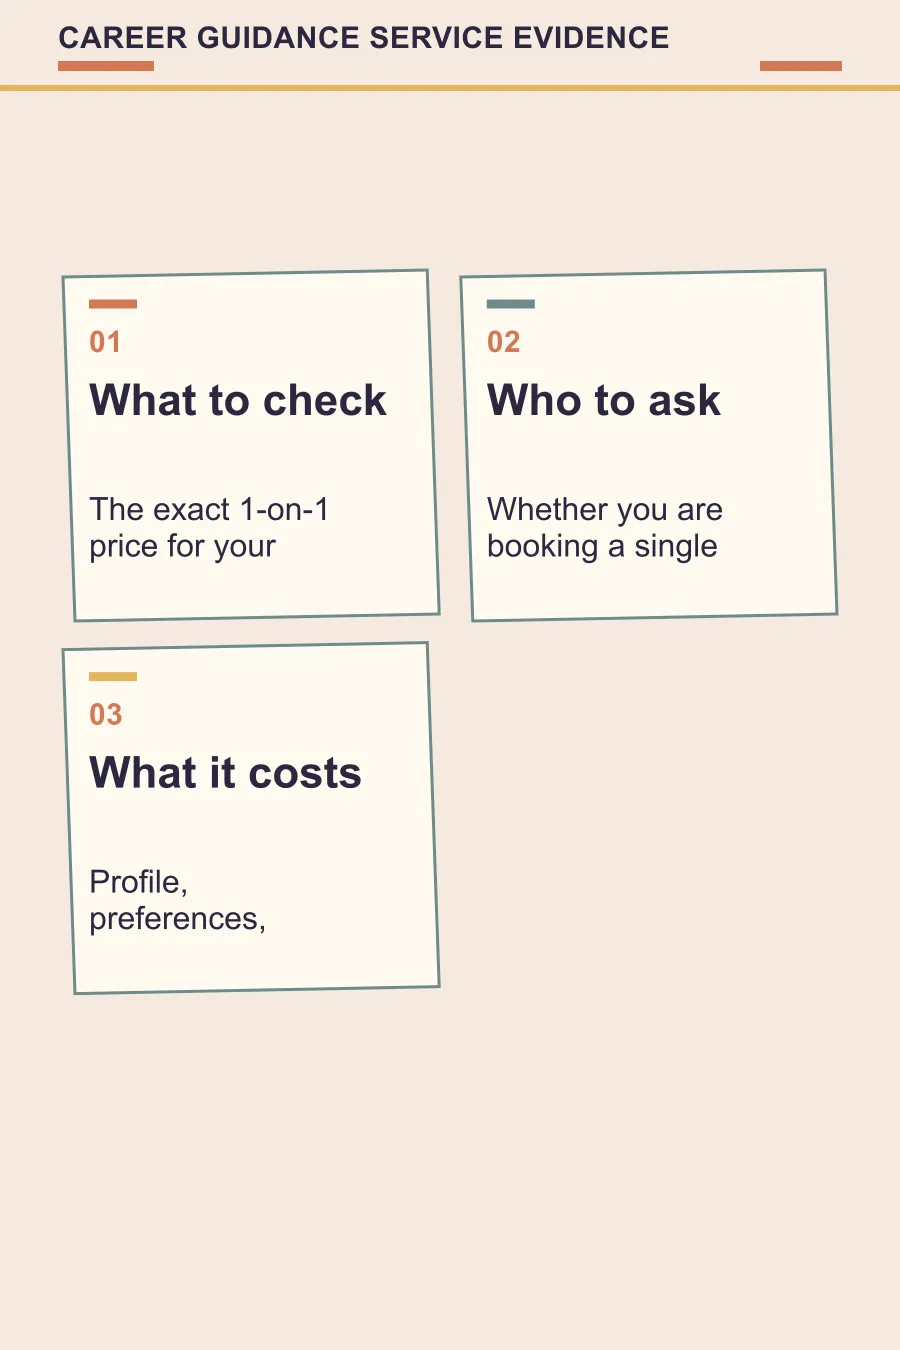 CAREER GUIDANCE SERVICE EVIDENCE
01
What to check
The exact 1-on-1
price for your
02
Who to ask
Whether you are
booking a single
03
What it costs
Profile,
preferences,